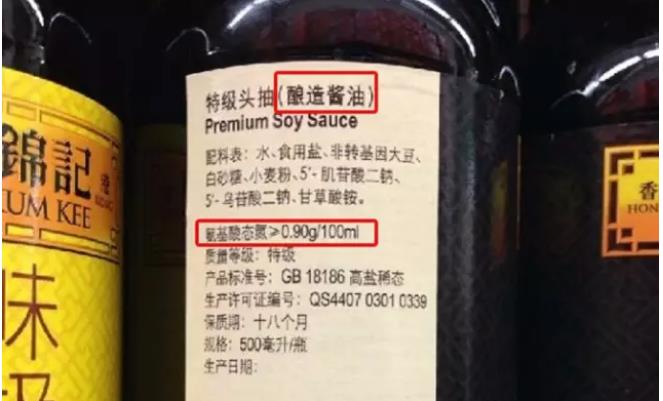 錦記
UM KEE
味
特级头抽(酿造酱油)
Premium Soy Sauce
配料表：水、食用盐、非转基因大豆、
白砂糖、小麦粉、5'-肌苷酸二钠、
5'-鸟苷酸二钠、甘草酸铵。
氨基酸态氮≥0.90g/100ml
质量等级：特级
产品标准号：GB 18186 高盐稀态
生产许可证编号：QS4407 0301 0339
保质期：十八个月
规格：500毫升/瓶
生产日期：
香
HON